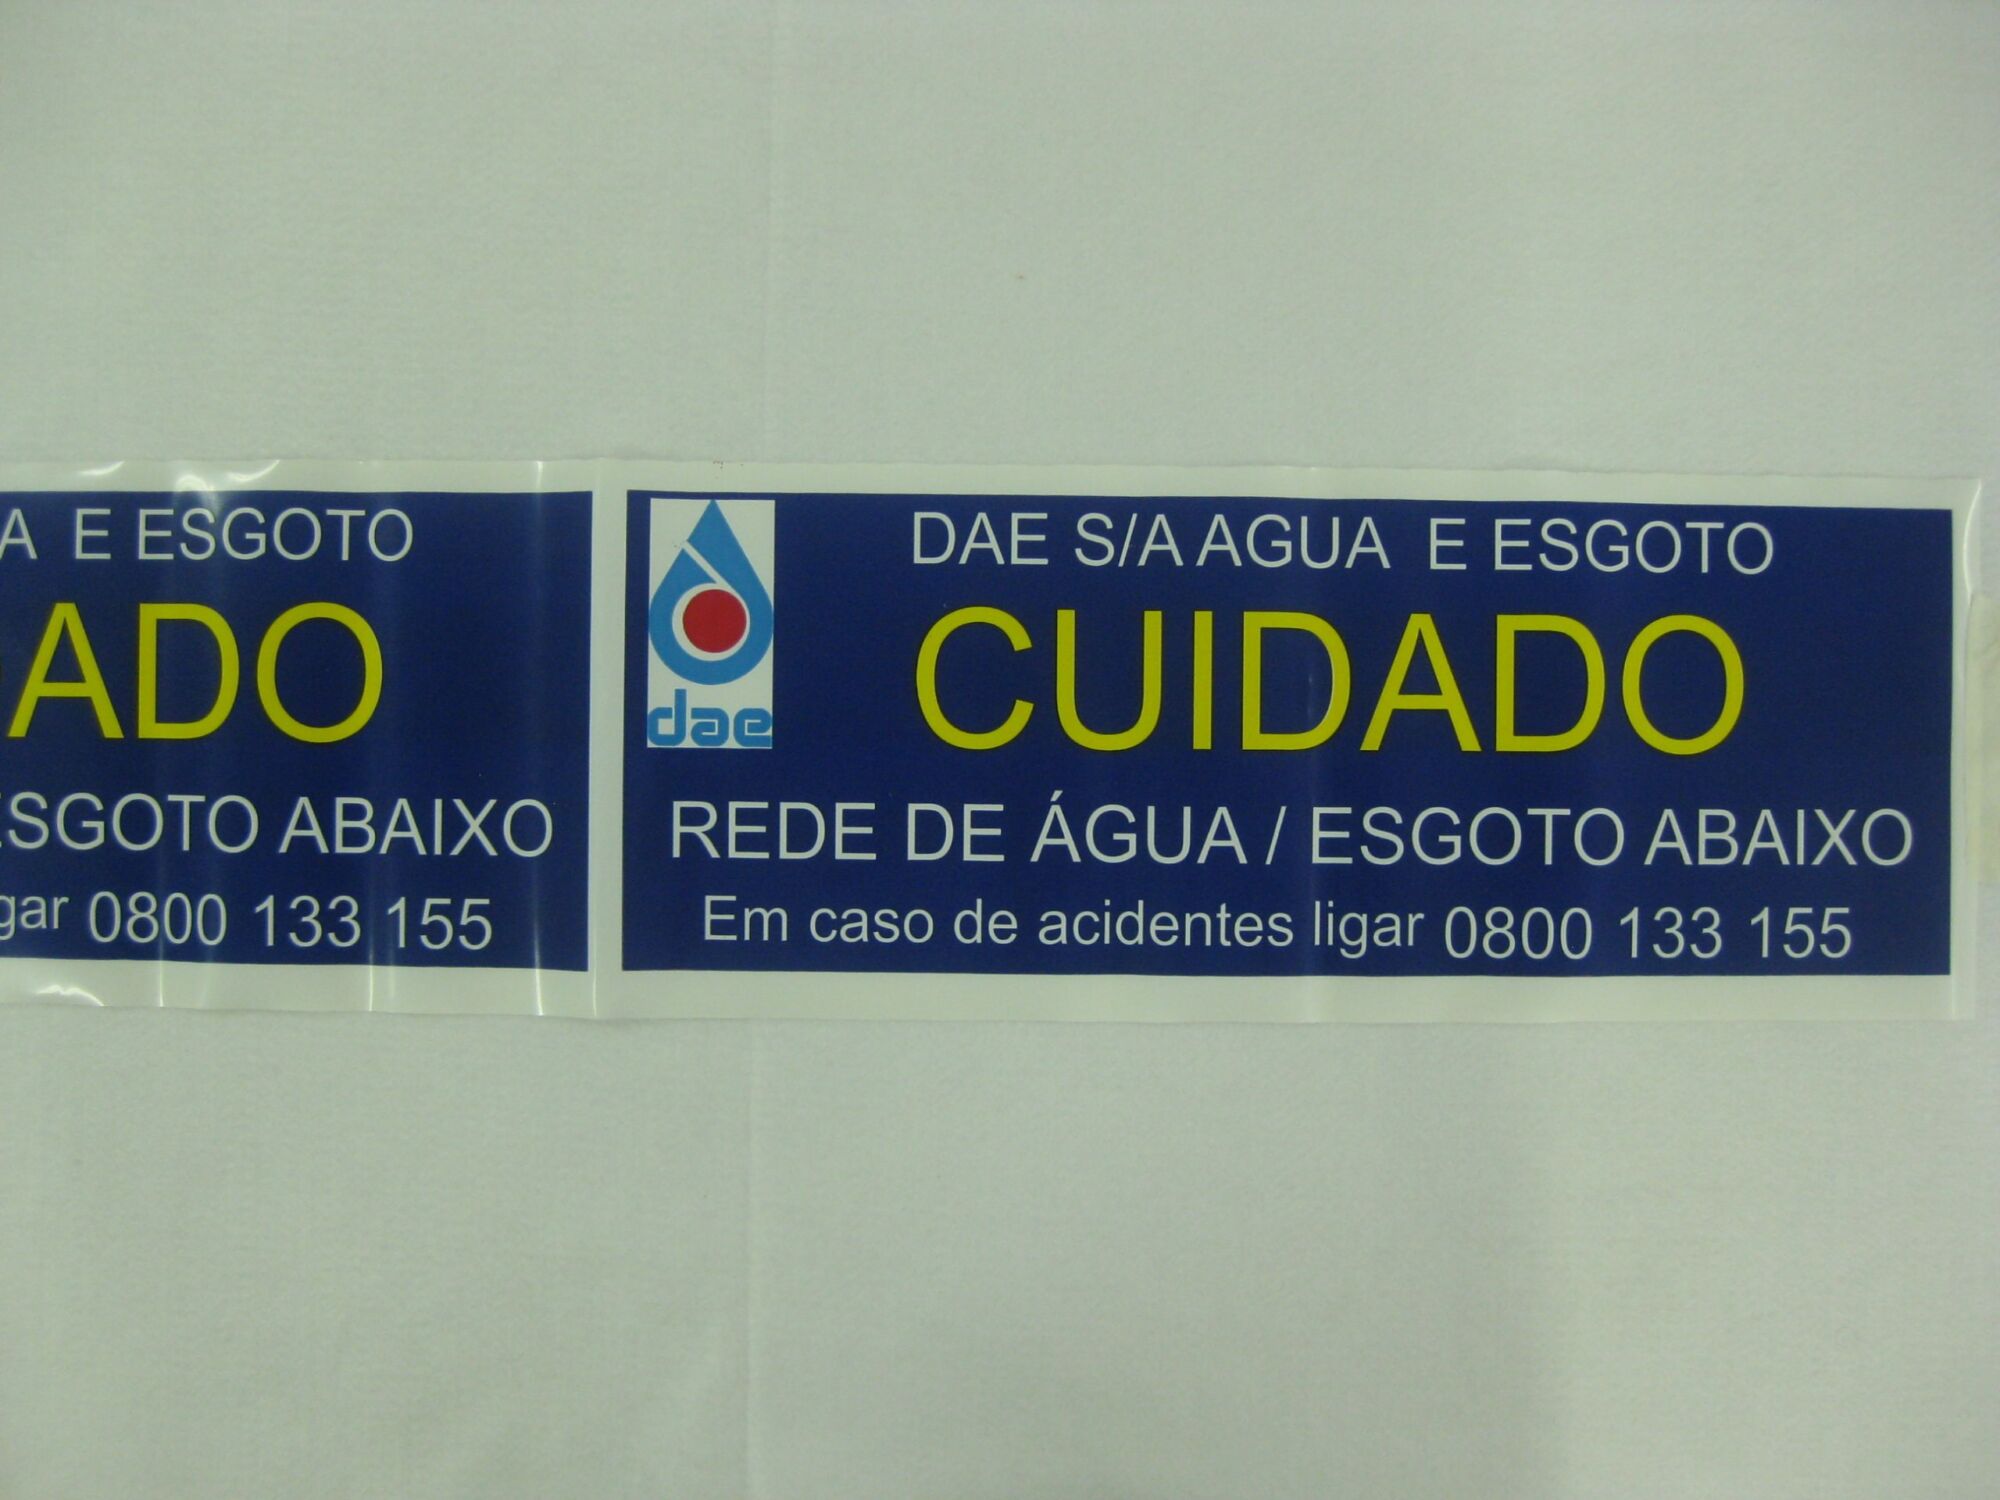 A E ESGOTO
ADO
ESGOTO ABAIXO
gar 0800 133 155
dae
DAE S/A AGUA E ESGOTO
CUIDADO
REDE DE ÁGUA / ESGOTO ABAIXO
Em caso de acidentes ligar 0800 133 155